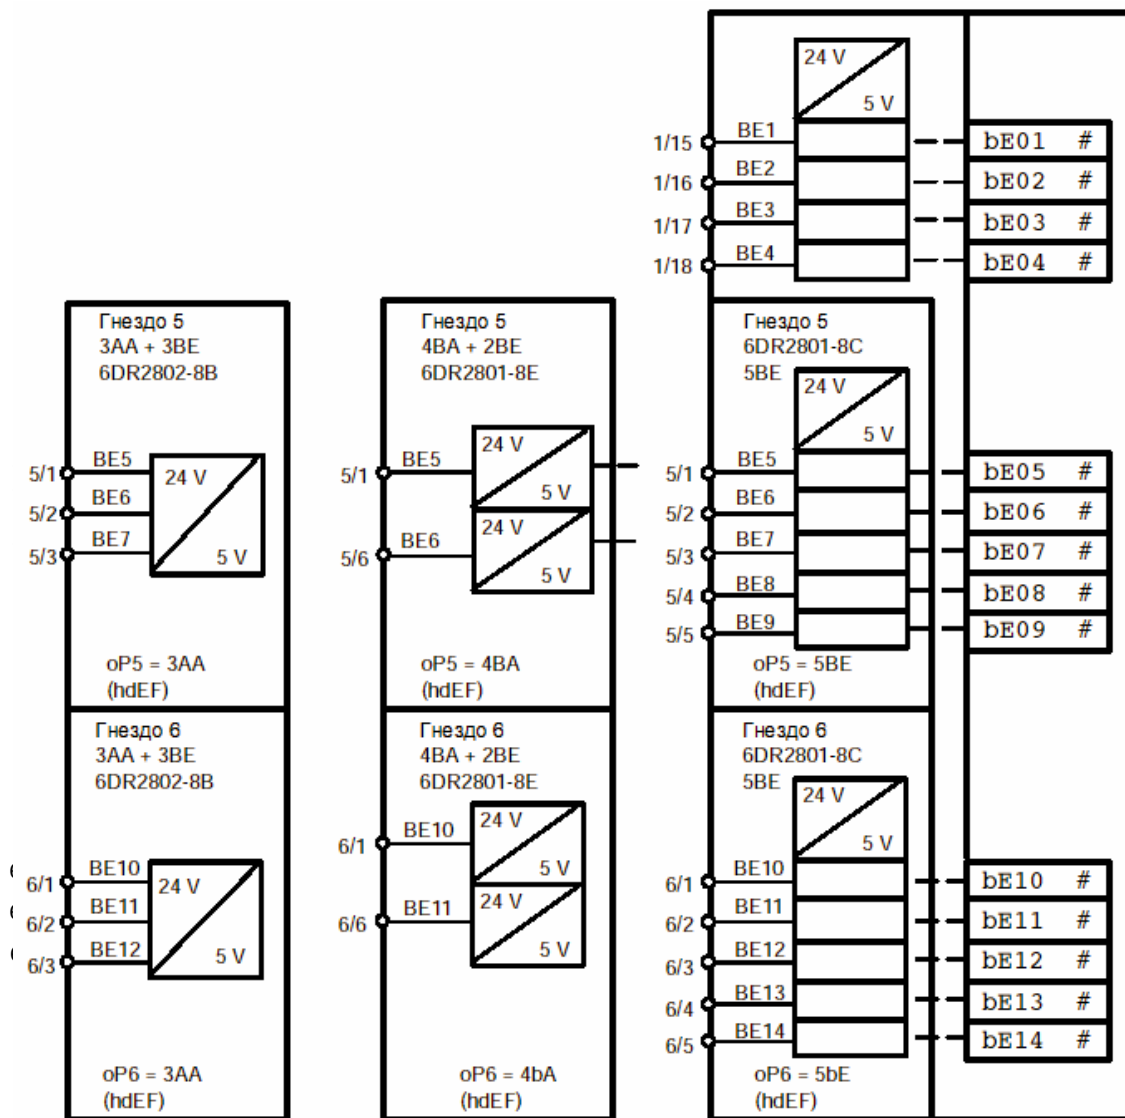 24 V
5 V
1/15 BE1 bE01 #
1/16 BE2 bE02 #
1/17 BE3 bE03 #
1/18 BE4 bE04 #
Гнездо 5
3AA + 3BE
6DR2802-8B
5/1 BE5 24 V
5/2 BE6
5/3 BE7 5 V
oP5 = 3AA
(hdEF)
Гнездо 5
4BA + 2BE
6DR2801-8E
5/1 BE5 24 V
5 V
24 V
5/6 BE6 5 V
oP5 = 4BA
(hdEF)
Гнездо 5
6DR2801-8C
5BE
24 V
5 V
5/1 BE5 bE05 #
5/2 BE6 bE06 #
5/3 BE7 bE07 #
5/4 BE8 bE08 #
5/5 BE9 bE09 #
oP5 = 5BE
(hdEF)
Гнездо 6
3AA + 3BE
6DR2802-8B
6/1 BE10 24 V
6/2 BE11
6/3 BE12 5 V
oP6 = 3AA
(hdEF)
Гнездо 6
4BA + 2BE
6DR2801-8E
24 V
6/1 BE10
5 V
24 V
6/6 BE11
5 V
oP6 = 4bA
(hdEF)
Гнездо 6
6DR2801-8C
5BE
24 V
5 V
6/1 BE10 bE10 #
6/2 BE11 bE11 #
6/3 BE12 bE12 #
6/4 BE13 bE13 #
6/5 BE14 bE14 #
oP6 = 5bE
(hdEF)